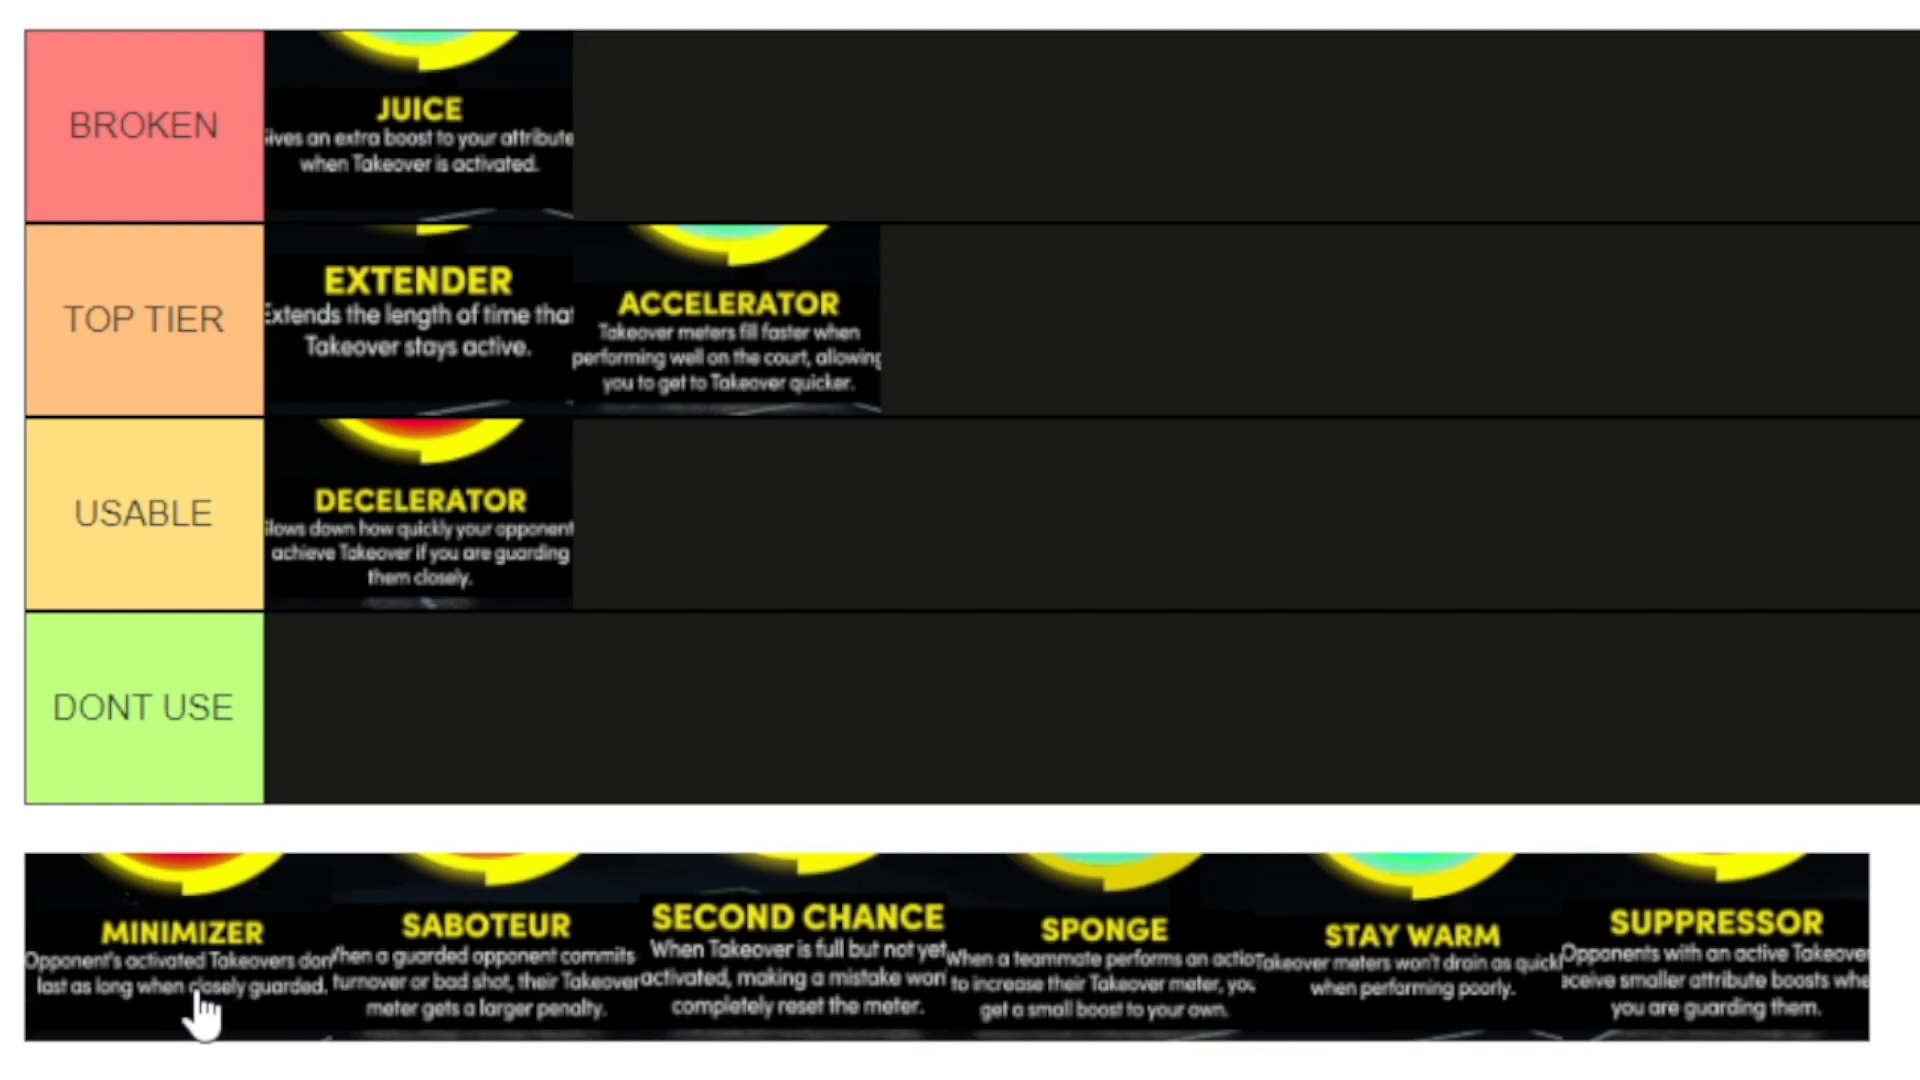 BROKEN
JUICE
ives an extra boost to your attribute
when Takeover is activated.
TOP TIER
EXTENDER
Extends the length of time that
Takeover stays active.
ACCELERATOR
Takeover meters fill faster when
performing well on the court, allowing
you to get to Takeover quicker.
USABLE
DECELERATOR
lows down how quickly your opponent
achieve Takeover if you are guarding
them closely.
DONT USE
MINIMIZER
Opponent's activated Takeovers don
last as long when closely guarded.
SABOTEUR
hen a guarded opponent commits
turnover or bad shot, their Takeover
meter gets a larger penalty.
SECOND CHANCE
When Takeover is full but not yet
activated, making a mistake won
completely reset the meter.
SPONGE
When a teammate performs an actio
to increase their Takeover meter, you
get a small boost to your own.
STAY WARM
Takeover meters won't drain as quickl
when performing poorly.
SUPPRESSOR
Opponents with an active Takeover
eceive smaller attribute boosts whe
you are guarding them.